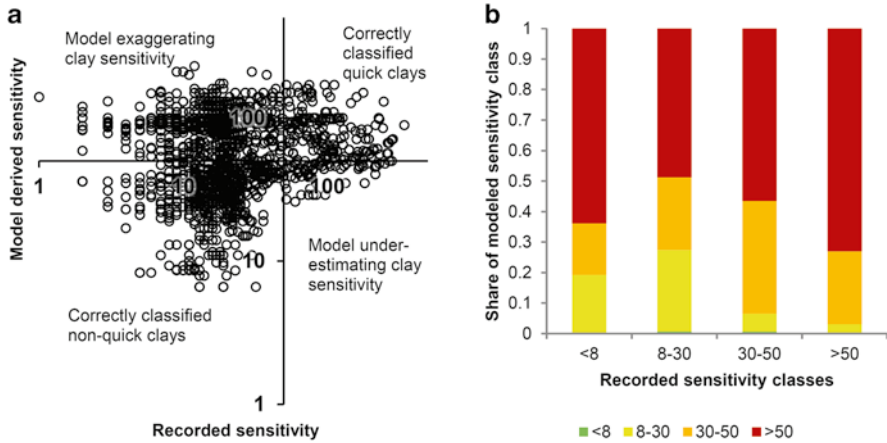 a
Model exaggerating
clay sensitivity
Correctly classified
quick clays
Model derived sensitivity
100
1
10
100
10
Model under-
estimating clay
sensitivity
Correctly classified
non-quick clays
1
Recorded sensitivity
b
Share of modeled sensitivity class
1
0.9
0.8
0.7
0.6
0.5
0.4
0.3
0.2
0.1
0
<8
8-30
30-50
>50
Recorded sensitivity classes
<8 8-30 30-50 >50